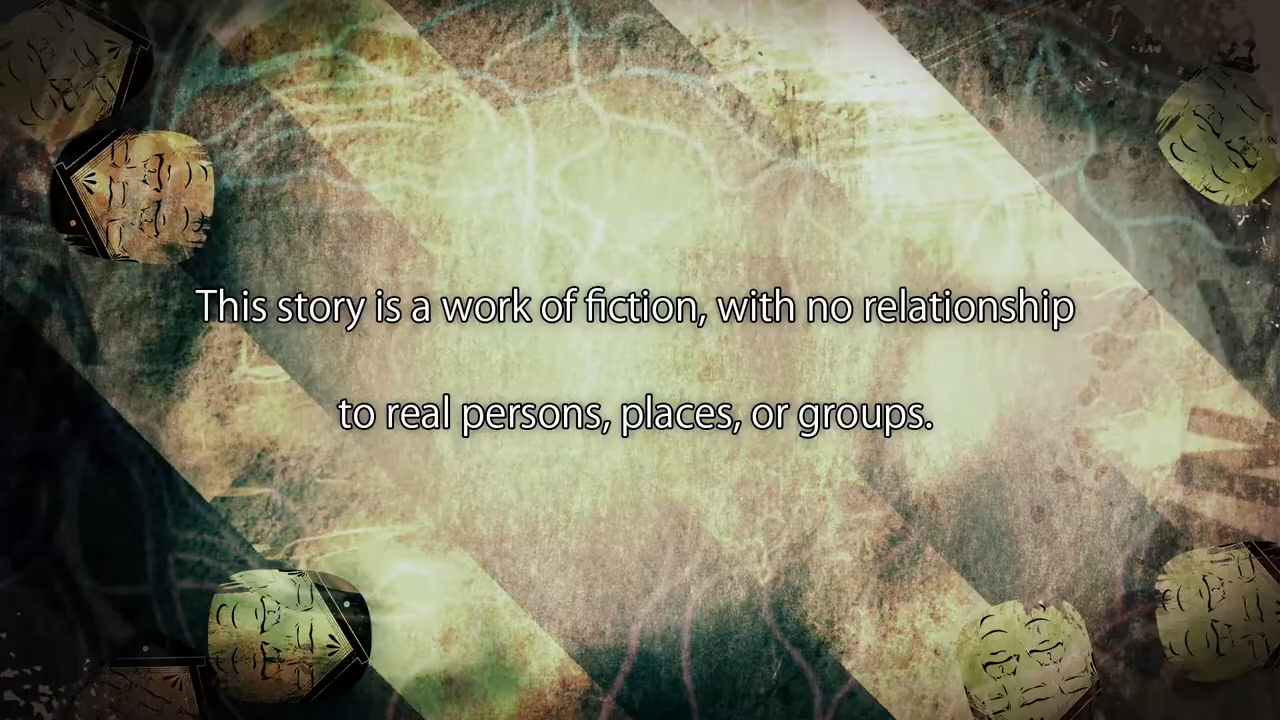 This story is a work of fiction, with no relationship
to real persons, places, or groups.